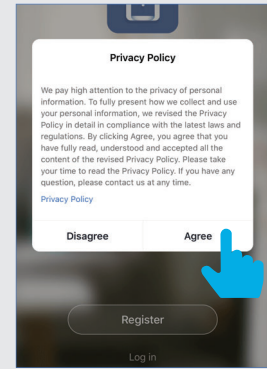 Privacy Policy
We pay high attention to the privacy of personal
information. To fully present how we collect and use
your personal information, we revised the Privacy
Policy in detail in compliance with the latest laws and
regulations. By clicking Agree, you agree that you
have fully read, understood and accepted all the
content of the revised Privacy Policy. Please take
your time to read the Privacy Policy. If you have any
question, please contact us at any time.
Privacy Policy
Disagree Agree
Register
Log in